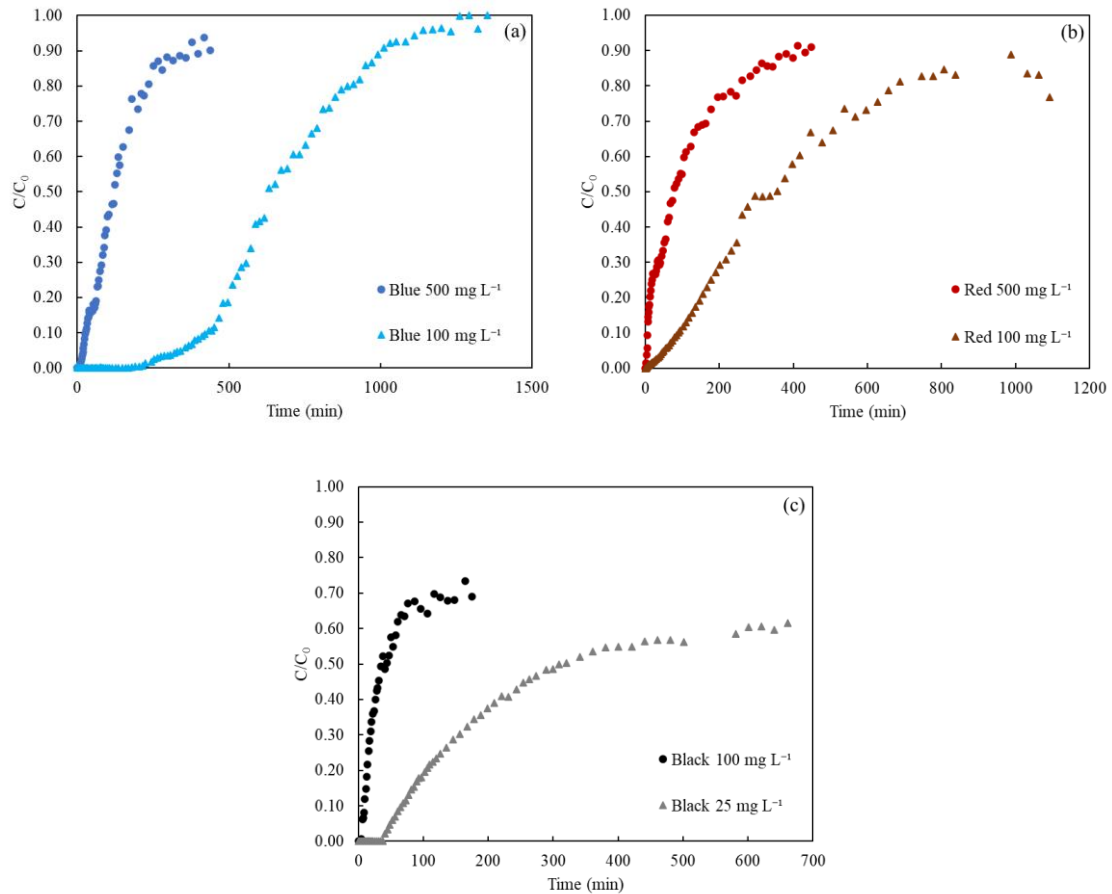 (a)
1.00
0.90
0.80
0.70
0.60
0.50
0.40
0.30
0.20
0.10
0.00
C/C₀
Blue 500 mg L⁻¹
Blue 100 mg L⁻¹
0 500 1000 1500
Time (min)
(b)
1.00
0.90
0.80
0.70
0.60
0.50
0.40
0.30
0.20
0.10
0.00
C/C₀
Red 500 mg L⁻¹
Red 100 mg L⁻¹
0 200 400 600 800 1000 1200
Time (min)
(c)
1.00
0.90
0.80
0.70
0.60
0.50
0.40
0.30
0.20
0.10
0.00
C/C₀
Black 100 mg L⁻¹
Black 25 mg L⁻¹
0 100 200 300 400 500 600 700
Time (min)